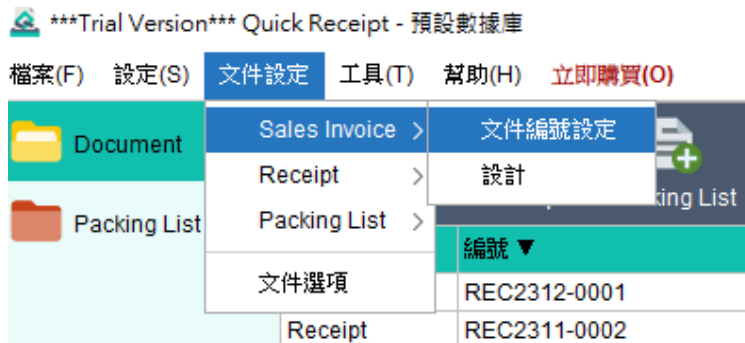 ***Trial Version*** Quick Receipt - 預設數據庫
檔案(F) 設定(S) 文件設定 工具(T) 幫助(H) 立即購買(O)
Document
Sales Invoice
文件編號設定
Receipt
設計
Packing List
Packing List
king List
文件選項
編號 ▼
REC2312-0001
Receipt REC2311-0002